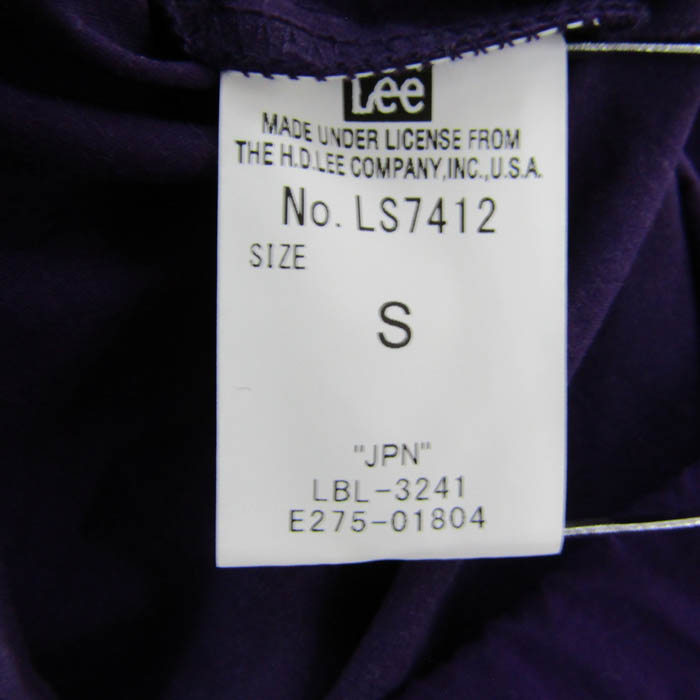 Lee
MADE UNDER LICENSE FROM
THE H.D.LEE COMPANY,INC.,U.S.A.
No. LS7412
SIZE
S
"JPN"
LBL-3241
E275-01804